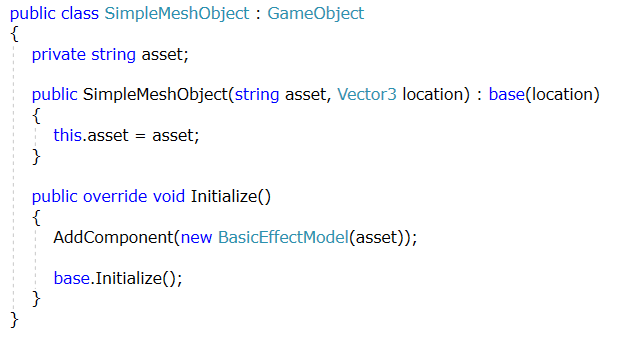 public class SimpleMeshObject : GameObject
{
private string asset;
public SimpleMeshObject(string asset, Vector3 location) : base(location)
{
this.asset = asset;
}
public override void Initialize()
{
AddComponent(new BasicEffectModel(asset));
base.Initialize();
}
}